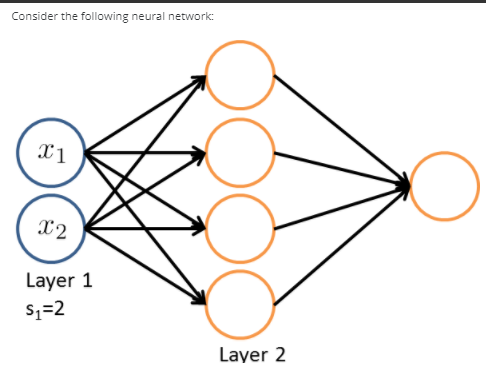 Consider the following neural network:
x₁
x₂
Layer 1
s₁=2
Layer 2